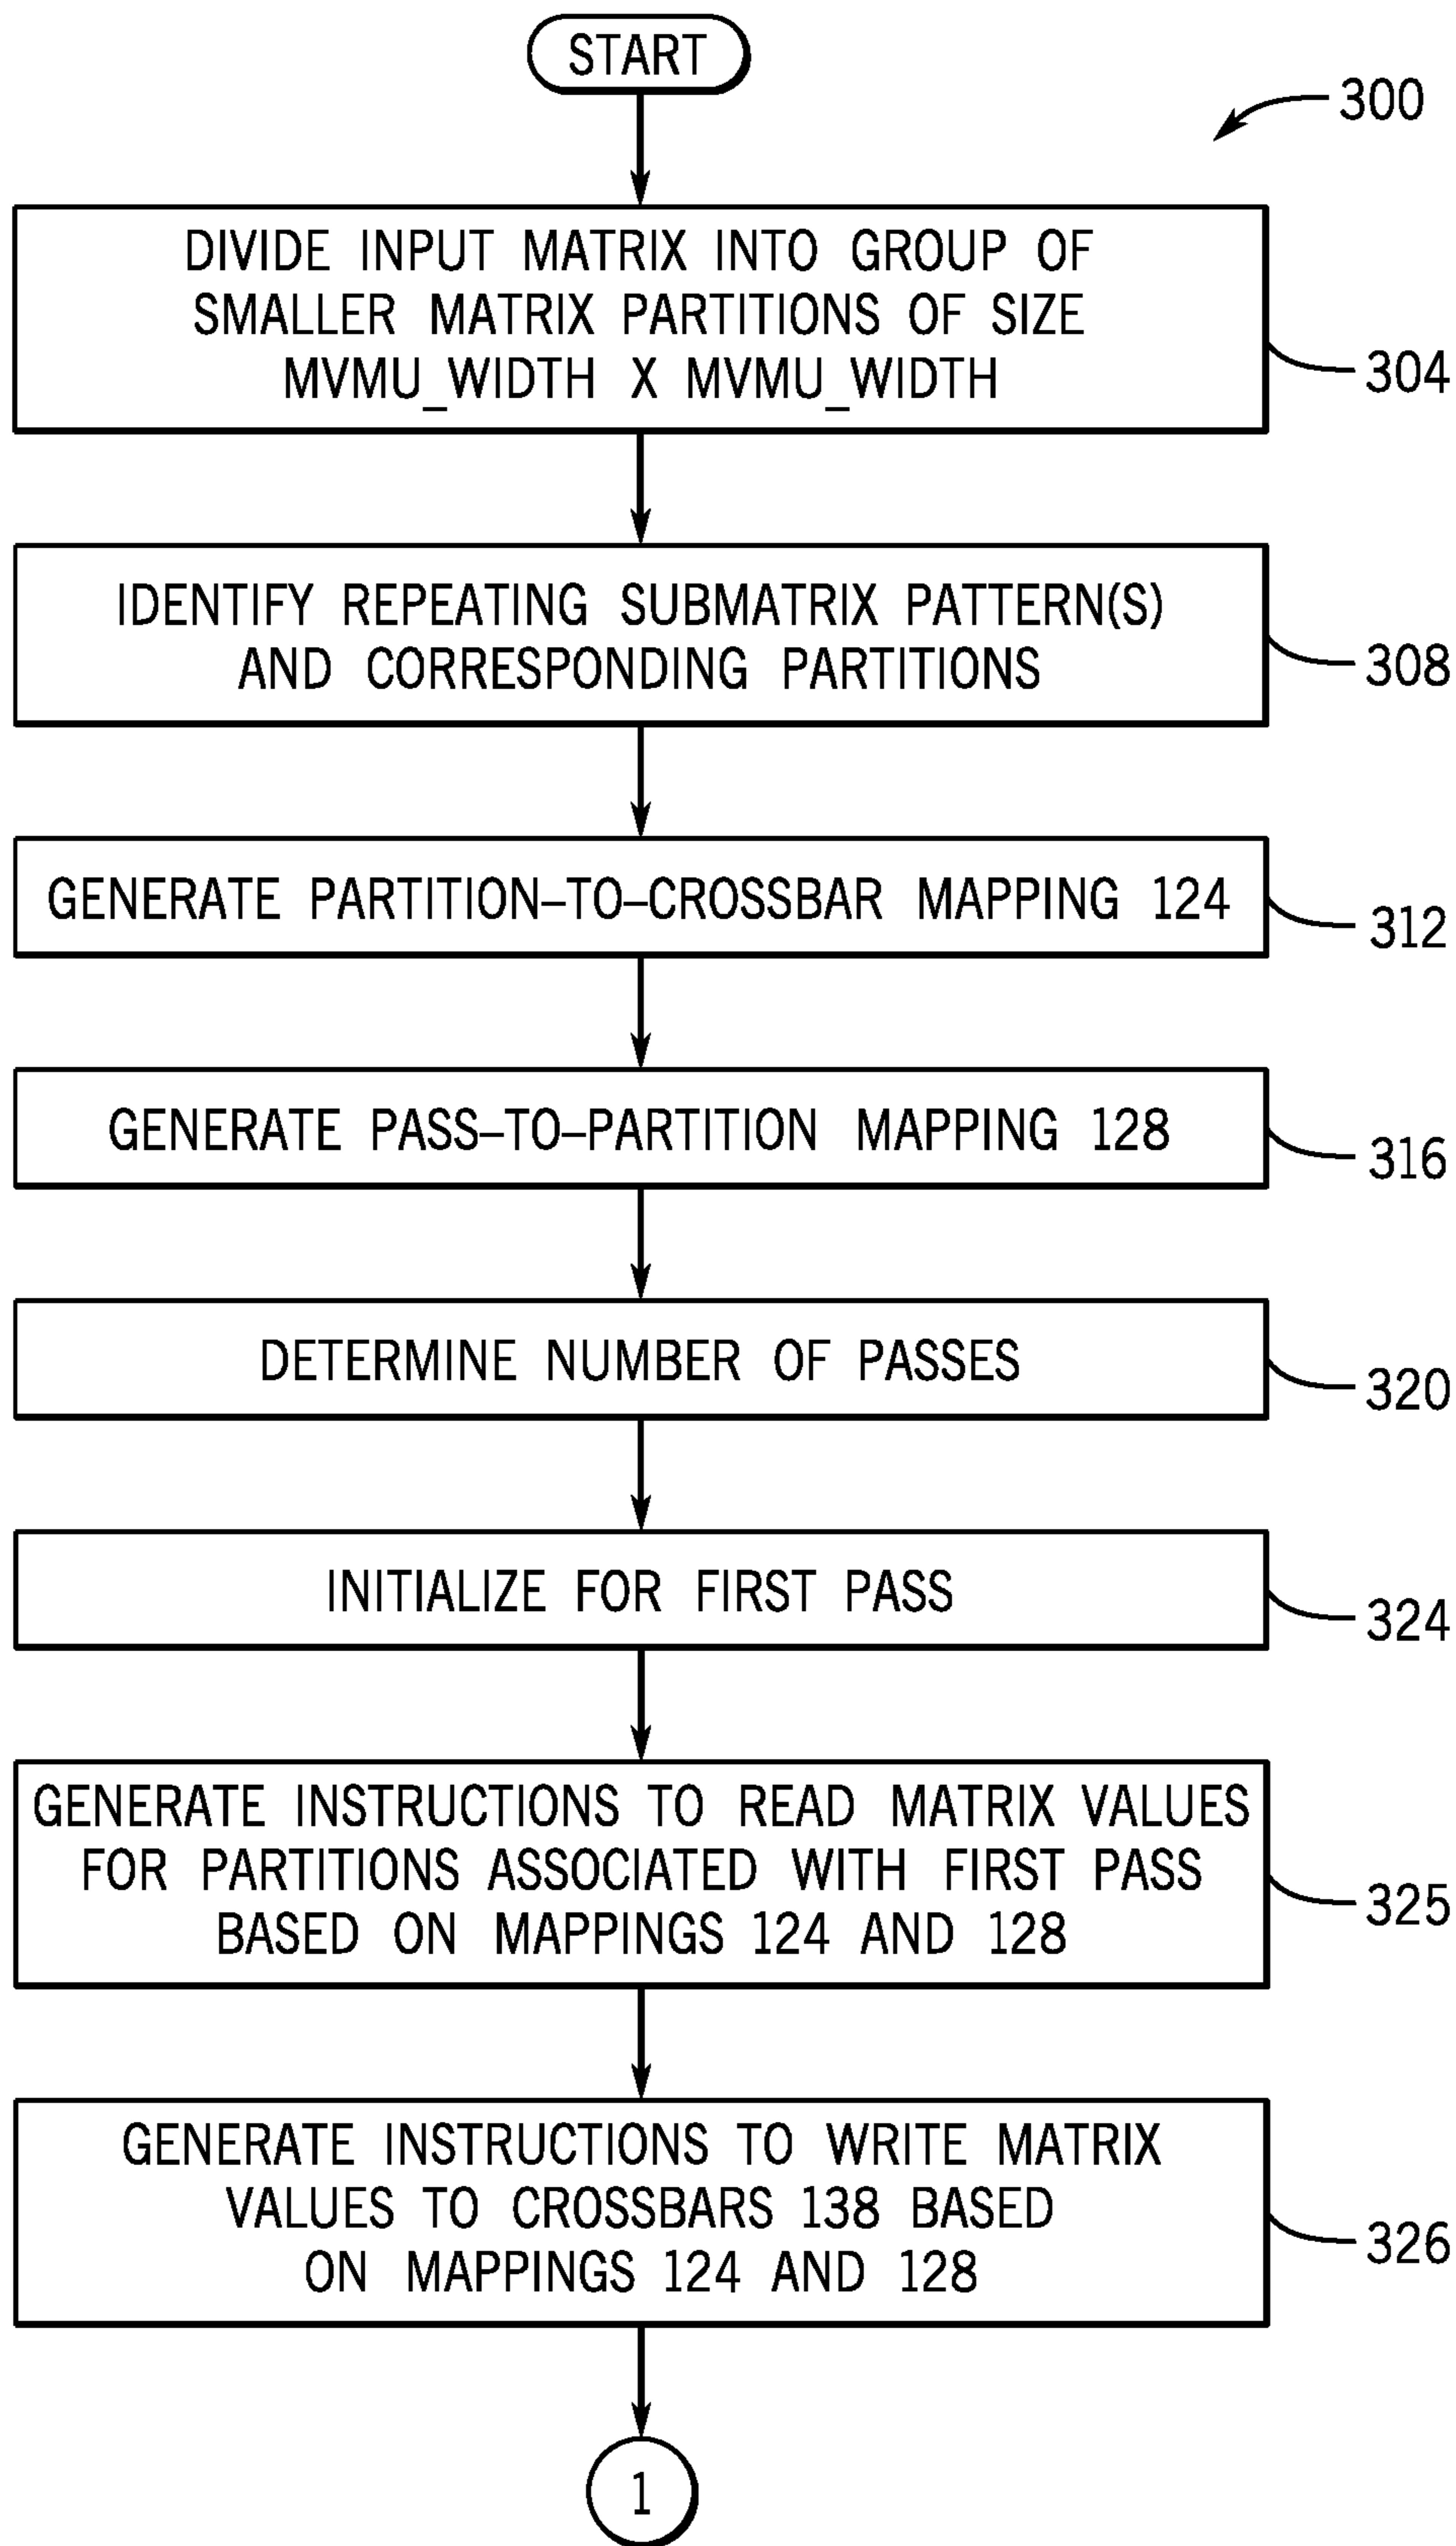 START
300
DIVIDE INPUT MATRIX INTO GROUP OF
SMALLER MATRIX PARTITIONS OF SIZE
MVMU_WIDTH X MVMU_WIDTH
304
IDENTIFY REPEATING SUBMATRIX PATTERN(S)
AND CORRESPONDING PARTITIONS
308
GENERATE PARTITION–TO–CROSSBAR MAPPING 124
312
GENERATE PASS–TO–PARTITION MAPPING 128
316
DETERMINE NUMBER OF PASSES
320
INITIALIZE FOR FIRST PASS
324
GENERATE INSTRUCTIONS TO READ MATRIX VALUES
FOR PARTITIONS ASSOCIATED WITH FIRST PASS
BASED ON MAPPINGS 124 AND 128
325
GENERATE INSTRUCTIONS TO WRITE MATRIX
VALUES TO CROSSBARS 138 BASED
ON MAPPINGS 124 AND 128
326
1